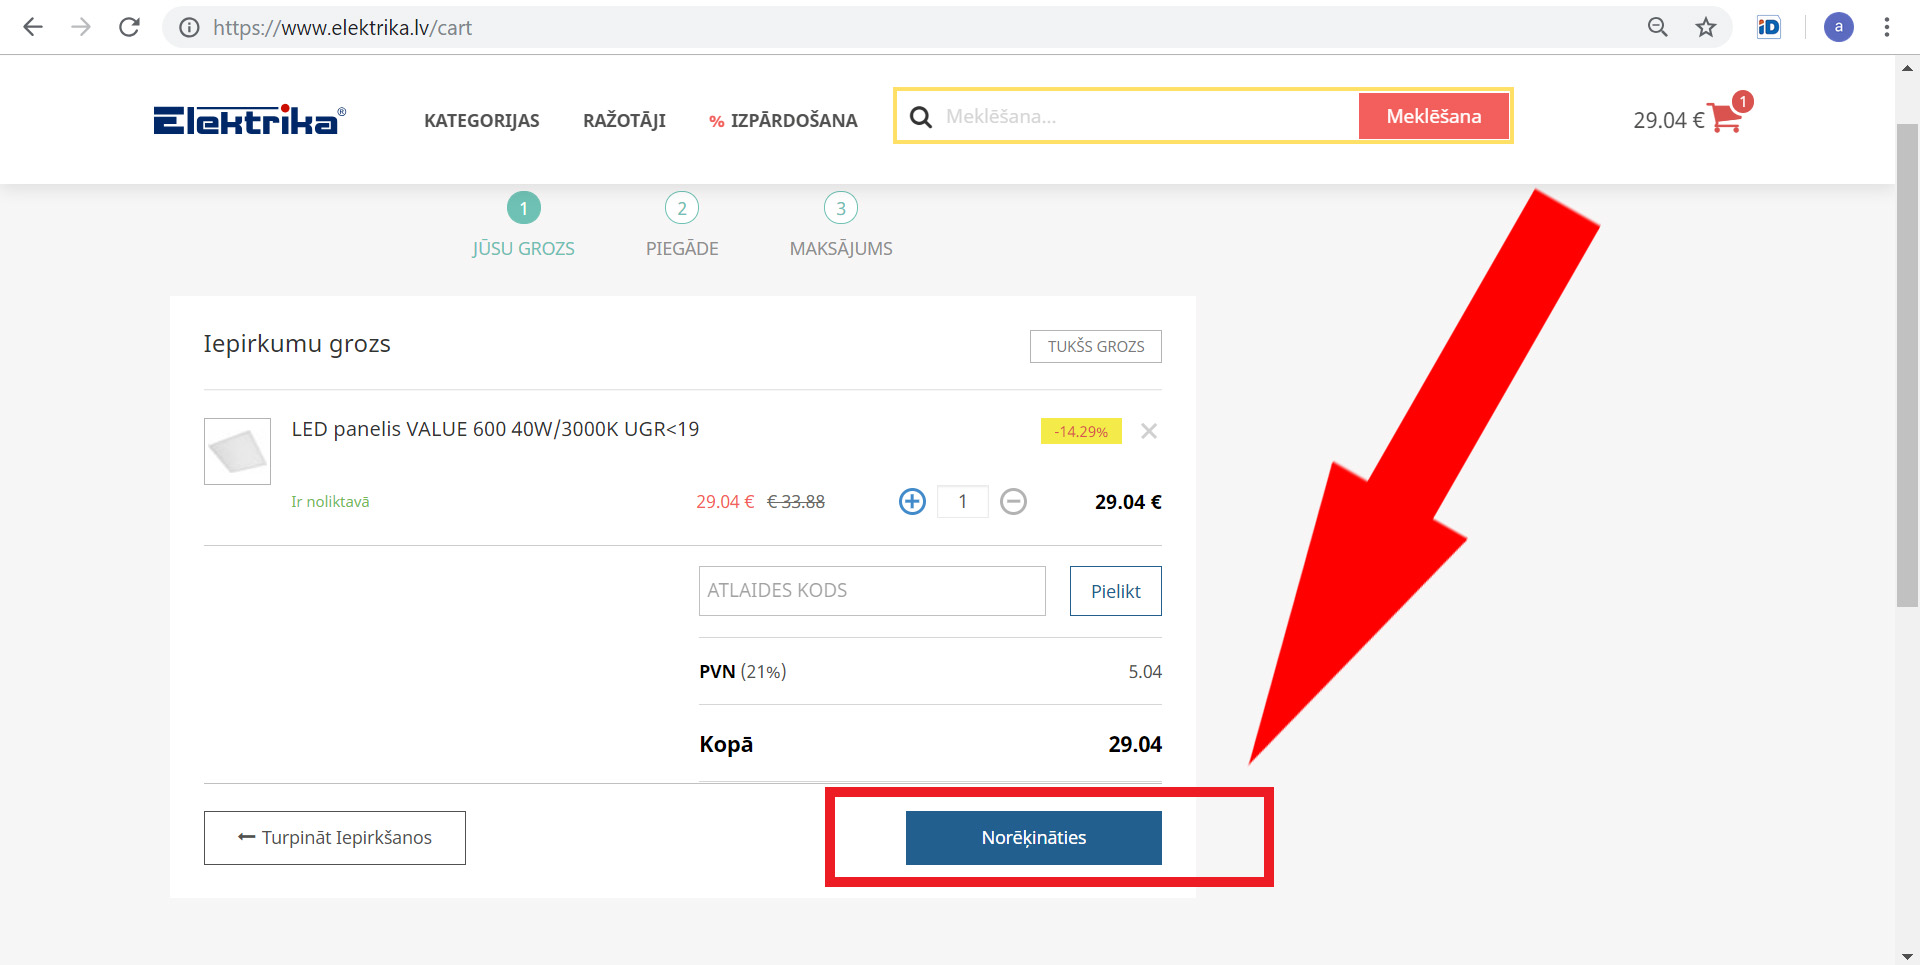 https://www.elektrika.lv/cart
iD
a
Elektrika®
KATEGORIJAS
RAŽOTĀJI
% IZPĀRDOŠANA
Meklēšana...
Meklēšana
29.04 €
1
1
2
3
JŪSU GROZS
PIEGĀDE
MAKSĀJUMS
Iepirkumu grozs
TUKŠS GROZS
LED panelis VALUE 600 40W/3000K UGR<19
-14.29%
Ir noliktavā
29.04 € € 33.88
1
29.04 €
ATLAIDES KODS
Pielikt
PVN (21%)
5.04
Kopā
29.04
Turpināt Iepirkšanos
Norēķināties